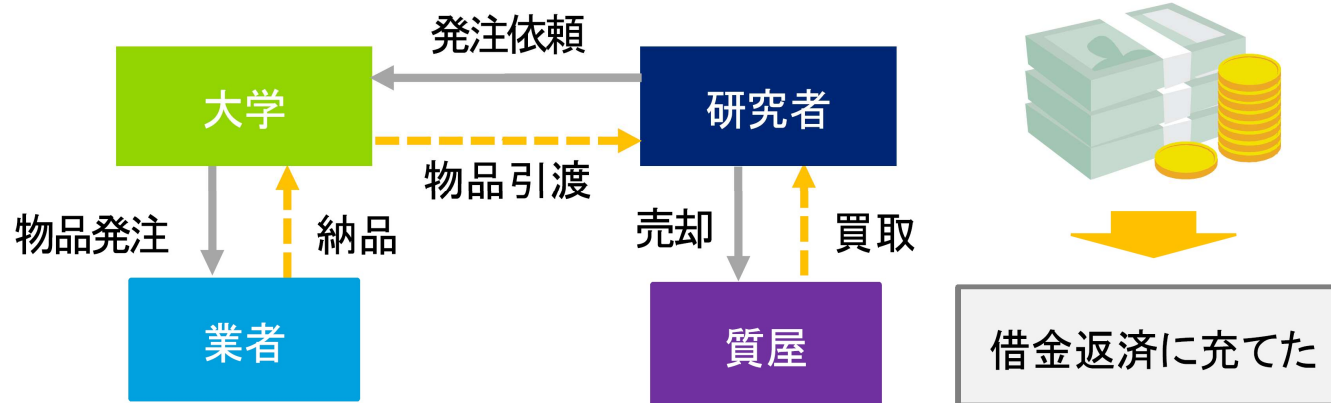 発注依頼
大学
研究者
物品引渡
物品発注
納品
売却
買取
業者
質屋
借金返済に充てた